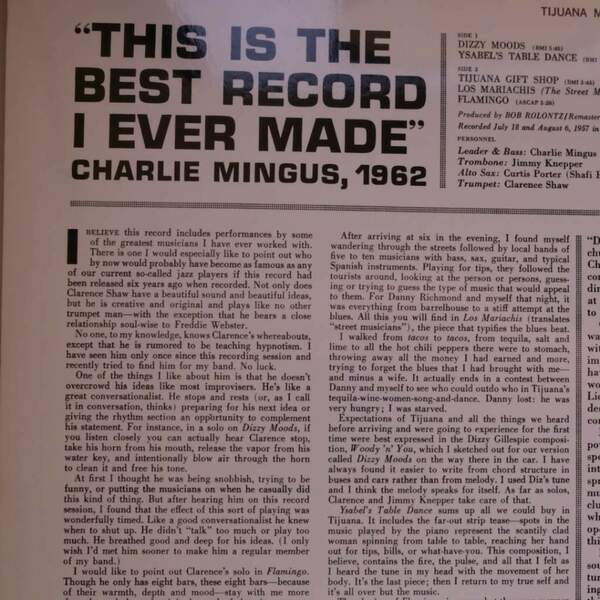 "THIS IS THE
BEST RECORD
I EVER MADE"
CHARLIE MINGUS, 1962
TIJUANA M
SIDE 1
DIZZY MOODS (BMI 5:46)
YSABEL'S TABLE DANCE (BMI
SIDE 2
TIJUANA GIFT SHOP (BMI 3:45)
LOS MARIACHIS (The Street M
FLAMINGO (ASCAP 5:28)
Produced by BOB ROLONTZ/Remaster
Recorded July 18 and August 6, 1957 in
PERSONNEL
Leader & Bass: Charlie Mingus
Trombone: Jimmy Knepper
Alto Sax: Curtis Porter (Shafi H
Trumpet: Clarence Shaw
I BELIEVE this record includes performances by some
of the greatest musicians I have ever worked with.
There is one I would especially like to point out who
by now would probably have become as famous as any
of our current so-called jazz players if this record had
been released six years ago when recorded. Not only does
Clarence Shaw have a beautiful sound and beautiful ideas,
but he is creative and original and plays like no other
trumpet man—with the exception that he bears a close
relationship soul-wise to Freddie Webster.
No one, to my knowledge, knows Clarence's whereabouts,
except that he is rumored to be teaching hypnotism. I
have seen him only once since this recording session and
recently tried to find him for my band. No luck.
One of the things I like about him is that he doesn't
overcrowd his ideas like most improvisers. He's like a
great conversationalist. He stops and rests (or, as I call
it in conversation, thinks) preparing for his next idea or
giving the rhythm section an opplirtunity to complement
his statement. For instance, in a solo on Dizzy Moods, if
you listen closely you can actually hear Clarence stop,
take his horn from his mouth, release the vapor from his
water key, and intentionally blow air through the horn
to clean it and free his tone.
At first I thought he was being snobbish, trying to be
funny, or putting the musicians on when he casually did
this kind of thing. But after hearing him on this record
session, I found that the effect of this sort of playing was
wonderfully timed. Like a good conversationalist he knew
when to shut up. He didn't "talk" too much or play too
much. He breathed good and deep for his ideas. (I only
wish I'd met him sooner to make him a regular member
of my band.)
I would like to point out Clarence's solo in Flamingo.
Though he only has eight bars, these eight bars—because
of their warmth, depth and mood—stay with me more
After arriving at six in the evening, I found myself
wandering through the streets followed by local bands of
five to ten musicians with bass, sax, guitar, and typical
Spanish instruments. Playing for tips, they followed the
tourists around, looking at the person or persons, guess-
ing or trying to guess the type of music that would appeal
to them. For Danny Richmond and myself that night, it
was everything from barrelhouse to a stiff attempt at the
blues. All this you will find in Los Mariachis (translates
"street musicians"), the piece that typifies the blues beat.
I walked from tacos to tacos, from tequila, salt and
lime to all the hot chili peppers there were to stomach,
throwing away all the money I had earned and more,
trying to forget the blues that I had brought with me—
and minus a wife. It actually ends in a contest between
Danny and myself to see who could outdo who in Tijuana's
tequila-wine-women-song-and-dance. Danny lost: he was
very hungry; I was starved.
Expectations of Tijuana and all the things we heard
before arriving and were going to experience for the first
time were best expressed in the Dizzy Gillespie composi-
tion, Woody 'n' You, which I sketched out for our version
called Dizzy Moods on the way there in the car. I have
always found it easier to write from chord structure in
buses and cars rather than from melody. I used Diz's tune
and I think the melody speaks for itself. As far as solos,
Clarence and Jimmy Knepper take care of that.
Ysabel's Table Dance sums up all we could buy in
Tijuana. It includes the far-out strip tease—spots in the
music played by the piano represent the scantily clad
woman spinning from table to table, reaching her hand
out for tips, bills, or what-have-you. This composition, I
believe, contains the fire, the pulse, and all that I felt as
I heard the tune in my head with the movement of her
body. It's the last piece; then I return to my true self and
it's all over but the music.